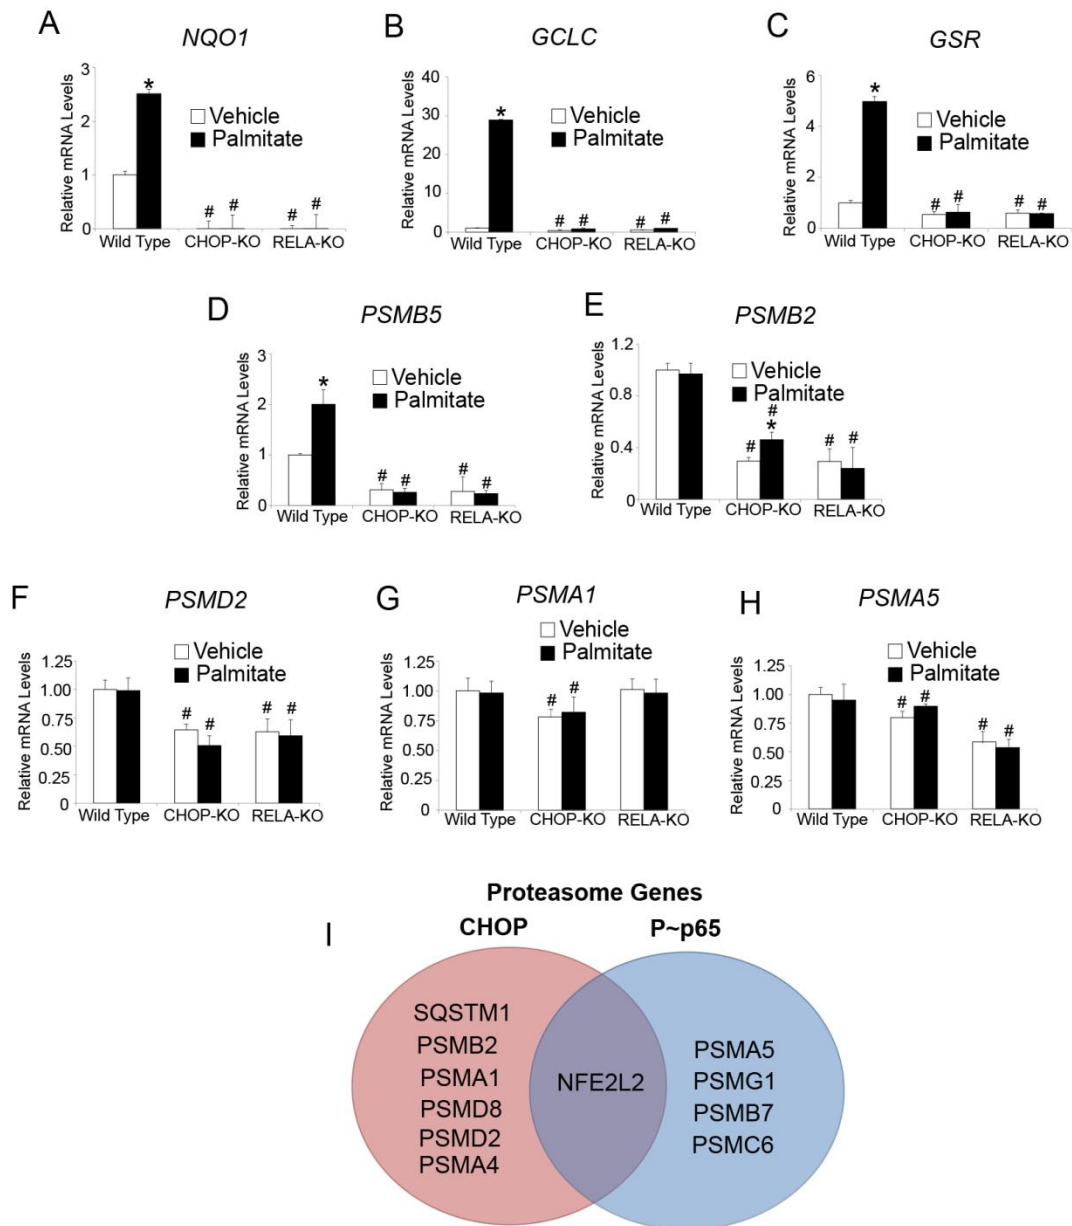 A
NQO1
Relative mRNA Levels
3
2
1
0
*
# #
# #
Vehicle
Palmitate
Wild Type CHOP-KO RELA-KO
B
GCLC
Relative mRNA Levels
40
30
20
10
0
*
# #
# #
Vehicle
Palmitate
Wild Type CHOP-KO RELA-KO
C
GSR
Relative mRNA Levels
6
4
2
0
*
# #
# #
Vehicle
Palmitate
Wild Type CHOP-KO RELA-KO
D
PSMB5
Relative mRNA Levels
3
2
1
0
*
# #
# #
Vehicle
Palmitate
Wild Type CHOP-KO RELA-KO
E
PSMB2
Relative mRNA Levels
1.2
0.8
0.4
0
#
# *
# #
Vehicle
Palmitate
Wild Type CHOP-KO RELA-KO
F
PSMD2
Relative mRNA Levels
1.25
1.00
0.75
0.50
0.25
0
# #
# #
Vehicle
Palmitate
Wild Type CHOP-KO RELA-KO
G
PSMA1
Relative mRNA Levels
1.25
1.00
0.75
0.50
0.25
0
# #
Vehicle
Palmitate
Wild Type CHOP-KO RELA-KO
H
PSMA5
Relative mRNA Levels
1.25
1.00
0.75
0.50
0.25
0
# #
# #
Vehicle
Palmitate
Wild Type CHOP-KO RELA-KO
Proteasome Genes
I
CHOP
P~p65
SQSTM1
PSMB2
PSMA1
PSMD8
PSMD2
PSMA4
NFE2L2
PSMA5
PSMG1
PSMB7
PSMC6